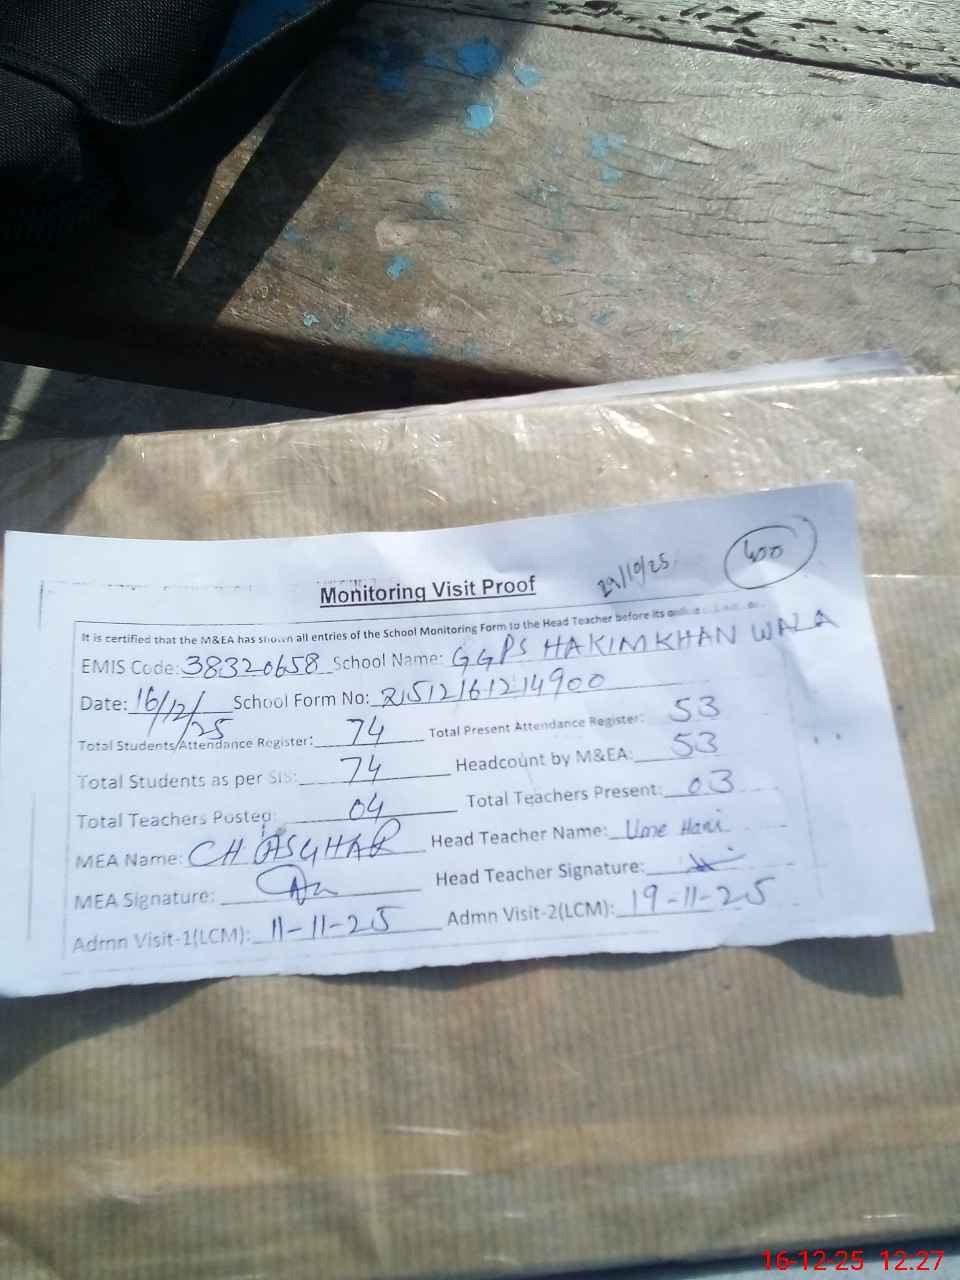 Monitoring Visit Proof
29/10/25
400
It is certified that the M&EA has shown all entries of the School Monitoring Form to the Head Teacher before its
EMIS Code: 38320658 School Name: GGPS HAKIMKHAN WALA
Date: 16/12/25 School Form No:
Total Students/Attendance Register: 74 Total Present Attendance Register: 53
Total Students as per SIS: 74 Headcount by M&EA: 53
Total Teachers Posted: 04 Total Teachers Present: 03
MEA Name: CH ASGHAR Head Teacher Name: Ume Hani
MEA Signature: Head Teacher Signature:
Admn Visit-1(LCM): 11-11-25 Admn Visit-2(LCM): 19-11-25
16-12-25 12:27